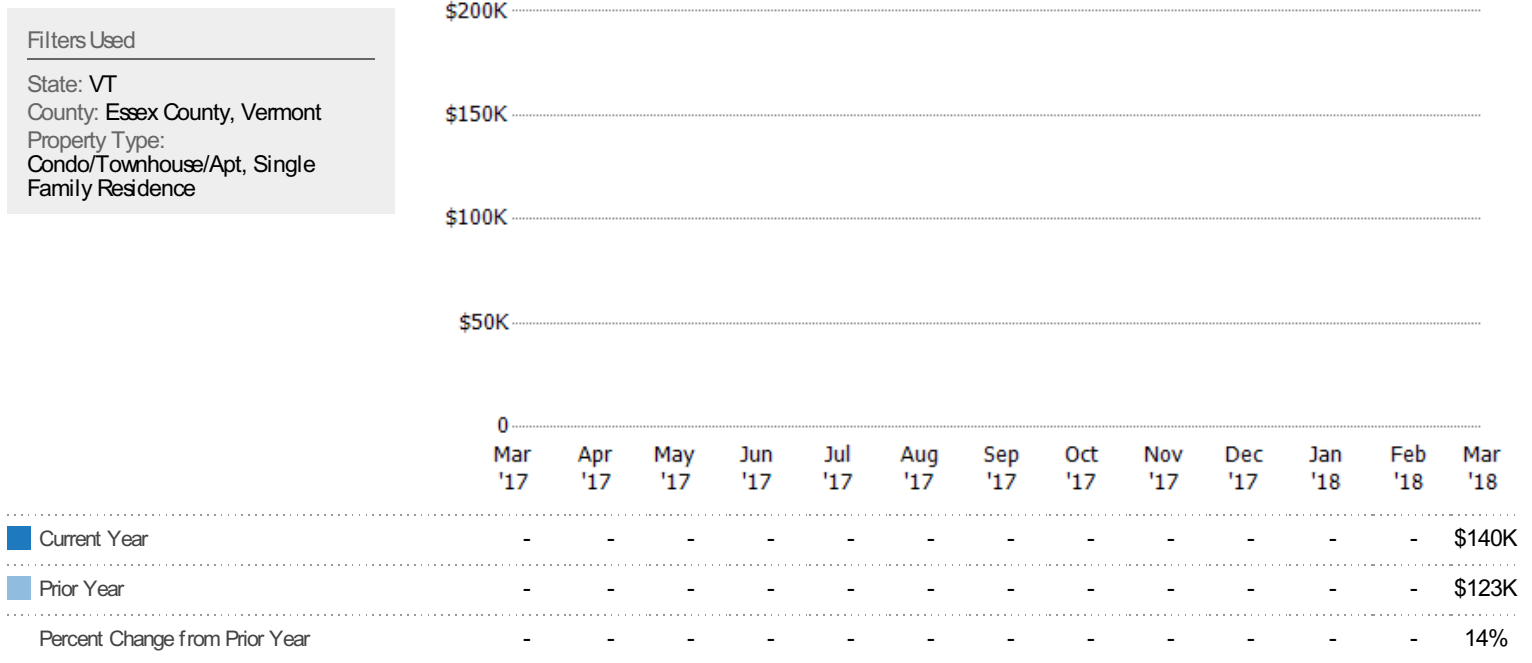 Filters Used
State: VT
County: Essex County, Vermont
Property Type:
Condo/Townhouse/Apt, Single
Family Residence
$200K
$150K
$100K
$50K
0
Mar Apr May Jun Jul Aug Sep Oct Nov Dec Jan Feb Mar
'17 '17 '17 '17 '17 '17 '17 '17 '17 '17 '18 '18 '18
Current Year - - - - - - - - - - - - $140K
Prior Year - - - - - - - - - - - - $123K
Percent Change from Prior Year - - - - - - - - - - - - 14%